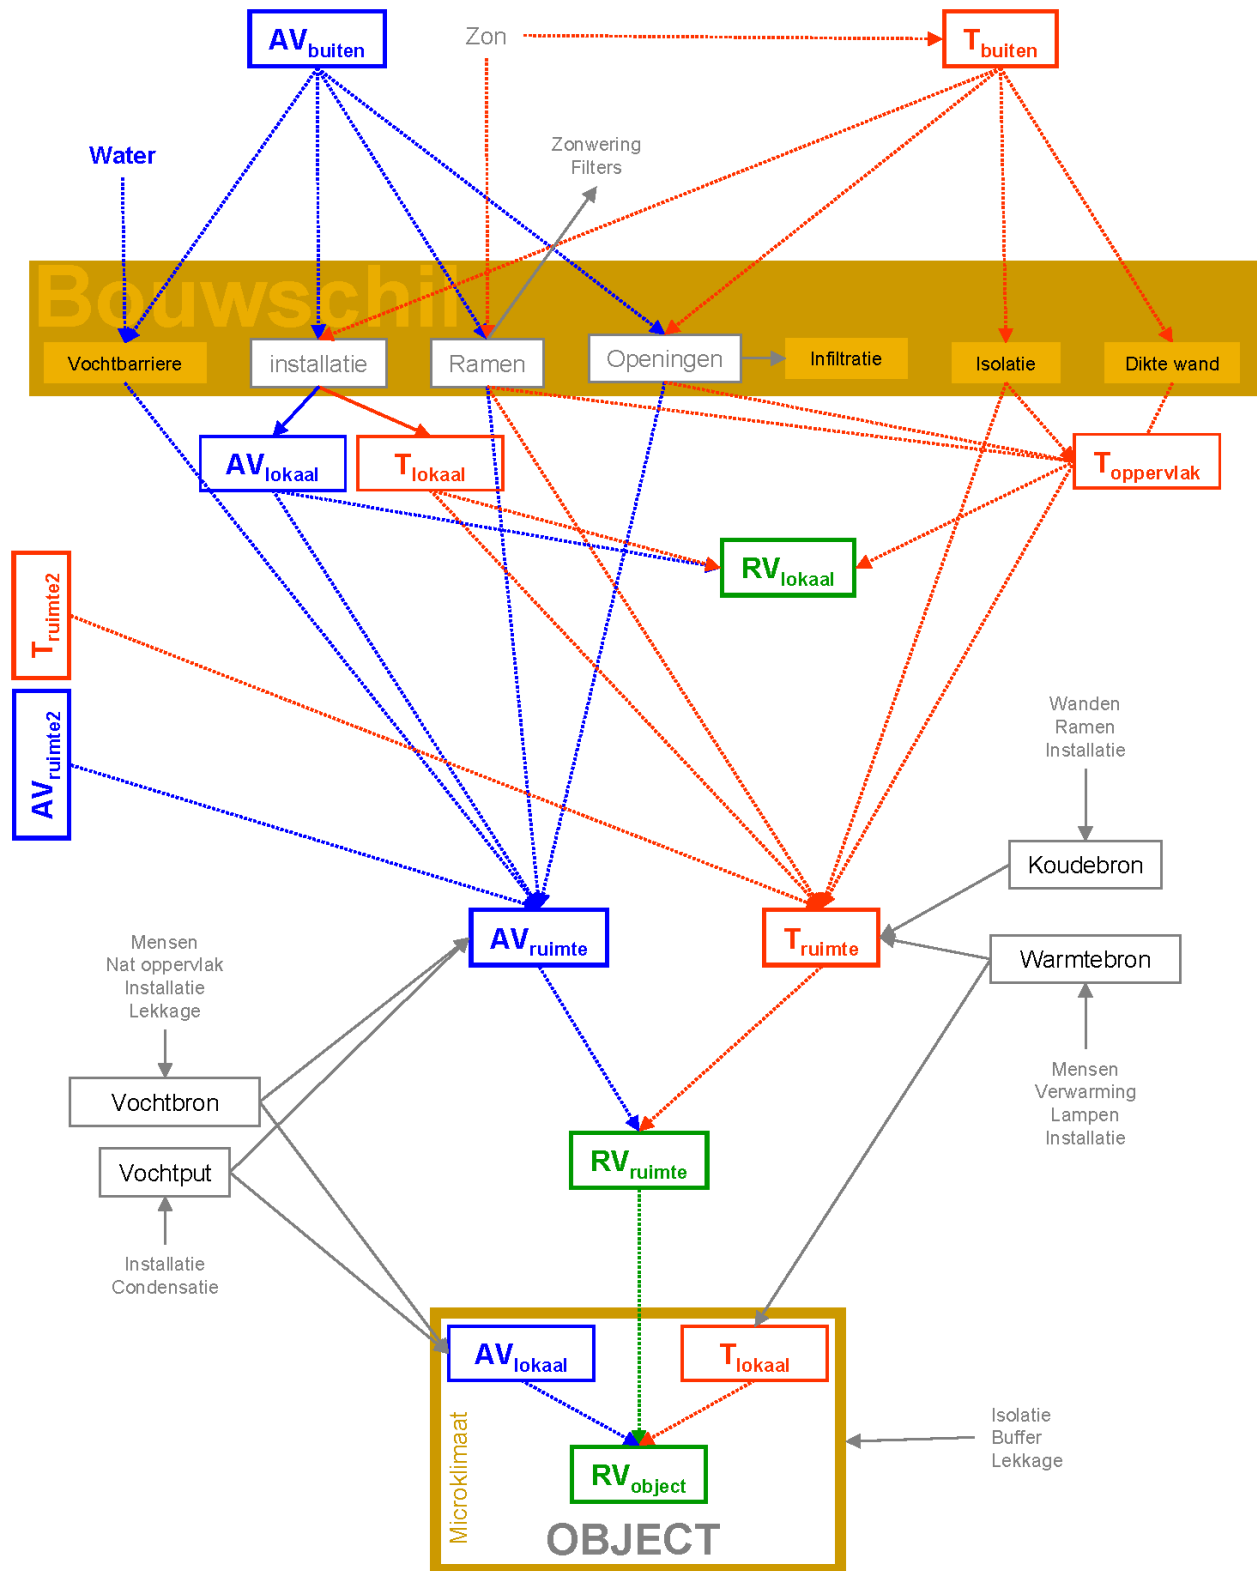 AVbuiten
Zon
Tbuiten
Water
Zonwering
Filters
Bouwschil
Vochtbarriere
installatie
Ramen
Openingen
Infiltratie
Isolatie
Dikte wand
AVlokaal
Tlokaal
Toppervlak
RVlokaal
Truimte2
AVruimte2
Wanden
Ramen
Installatie
Koudebron
AVruimte
Truimte
Warmtebron
Mensen
Nat oppervlak
Installatie
Lekkage
Vochtbron
Mensen
Verwarming
Lampen
Installatie
Vochtput
RVruimte
Installatie
Condensatie
AVlokaal
Tlokaal
Microklimaat
Isolatie
Buffer
Lekkage
RVobject
OBJECT